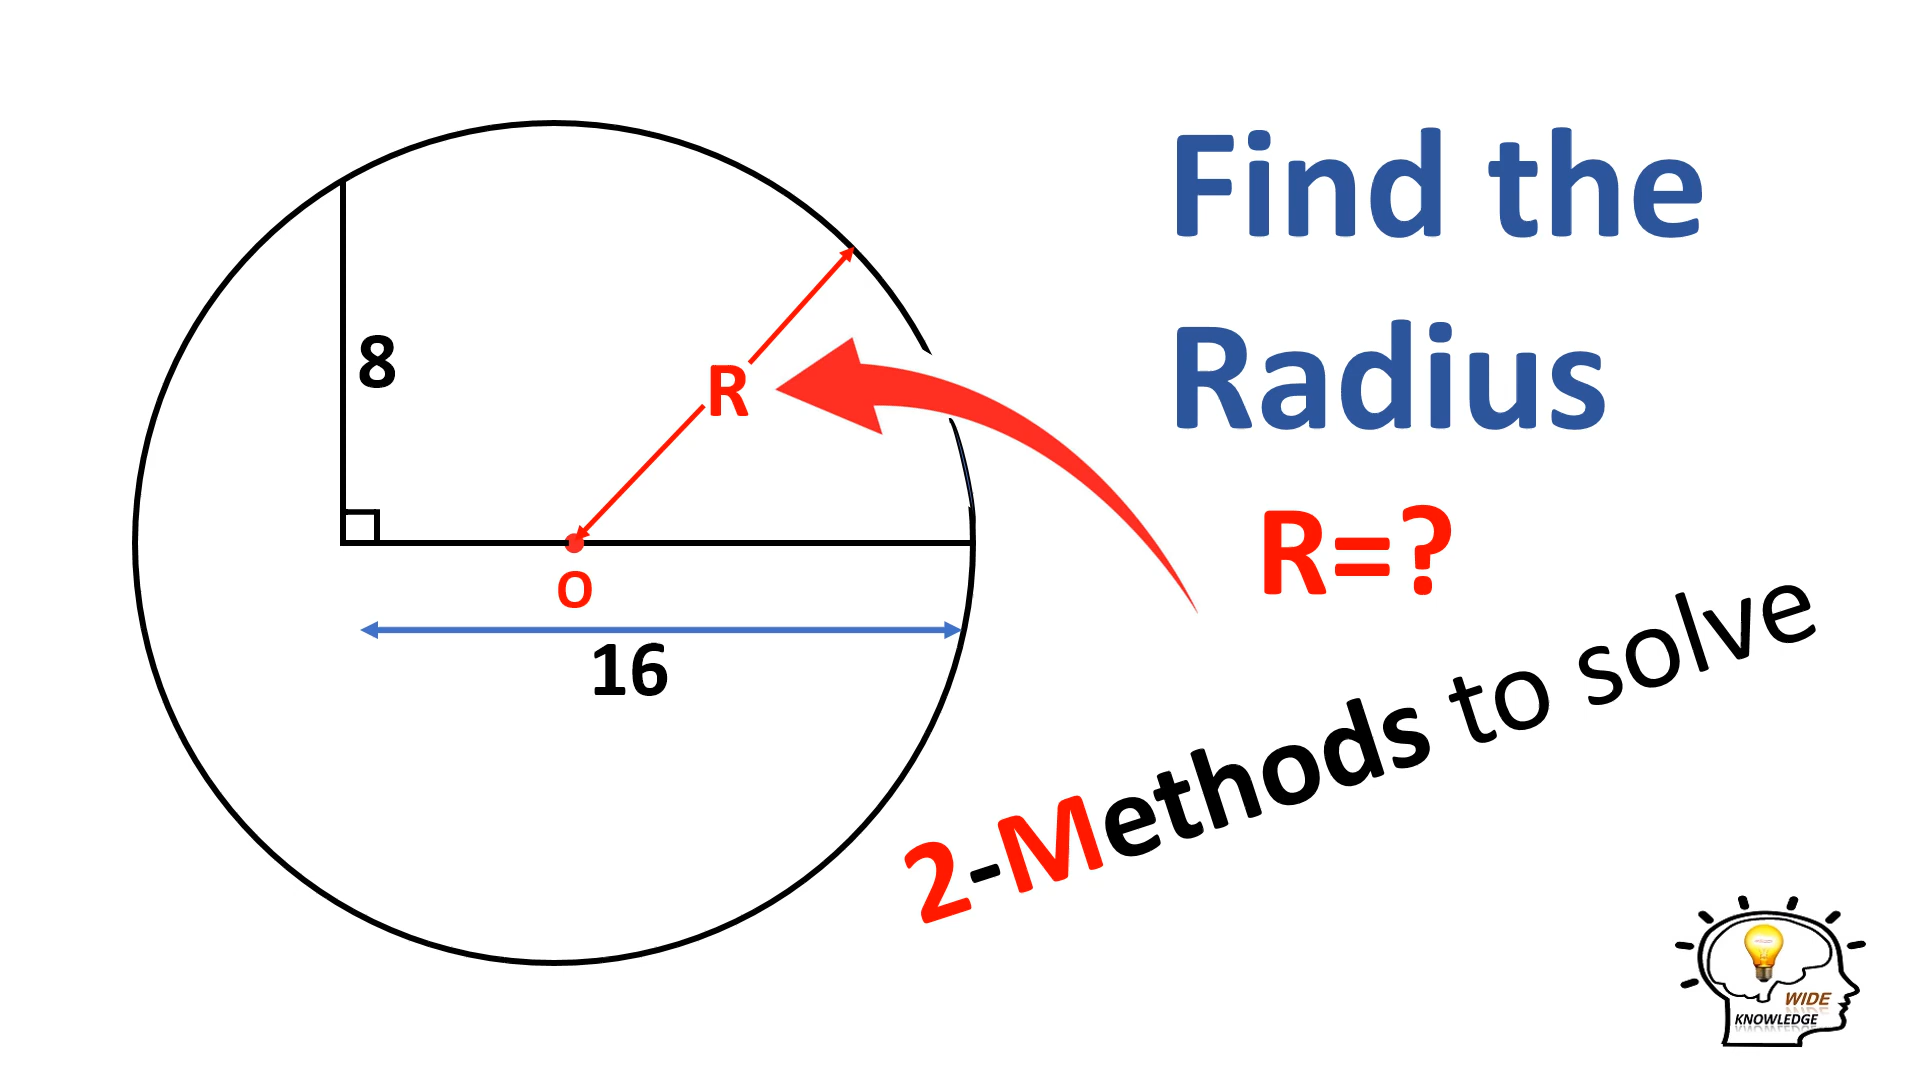 Find the
Radius
R=?
8
R
O
16
2-Methods to solve
WIDE
KNOWLEDGE